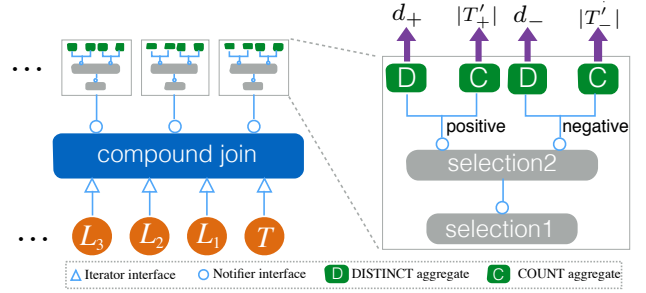 d₊ |T′₊| d₋ |T′₋|
D C D C
positive negative
selection2
selection1
... compound join
... L₃ L₂ L₁ T
Iterator interface Notifier interface D DISTINCT aggregate C COUNT aggregate